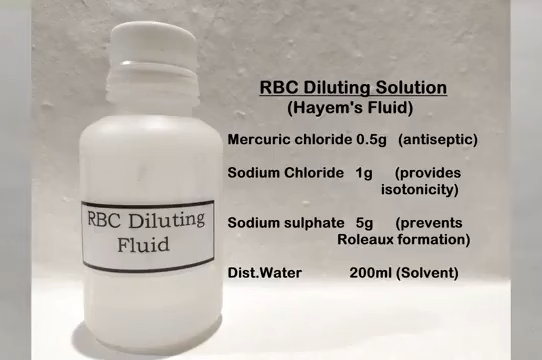 RBC Diluting Solution
(Hayem's Fluid)
Mercuric chloride 0.5g (antiseptic)
Sodium Chloride 1g (provides
isotonicity)
Sodium sulphate 5g (prevents
Roleaux formation)
Dist.Water 200ml (Solvent)
RBC Diluting
Fluid